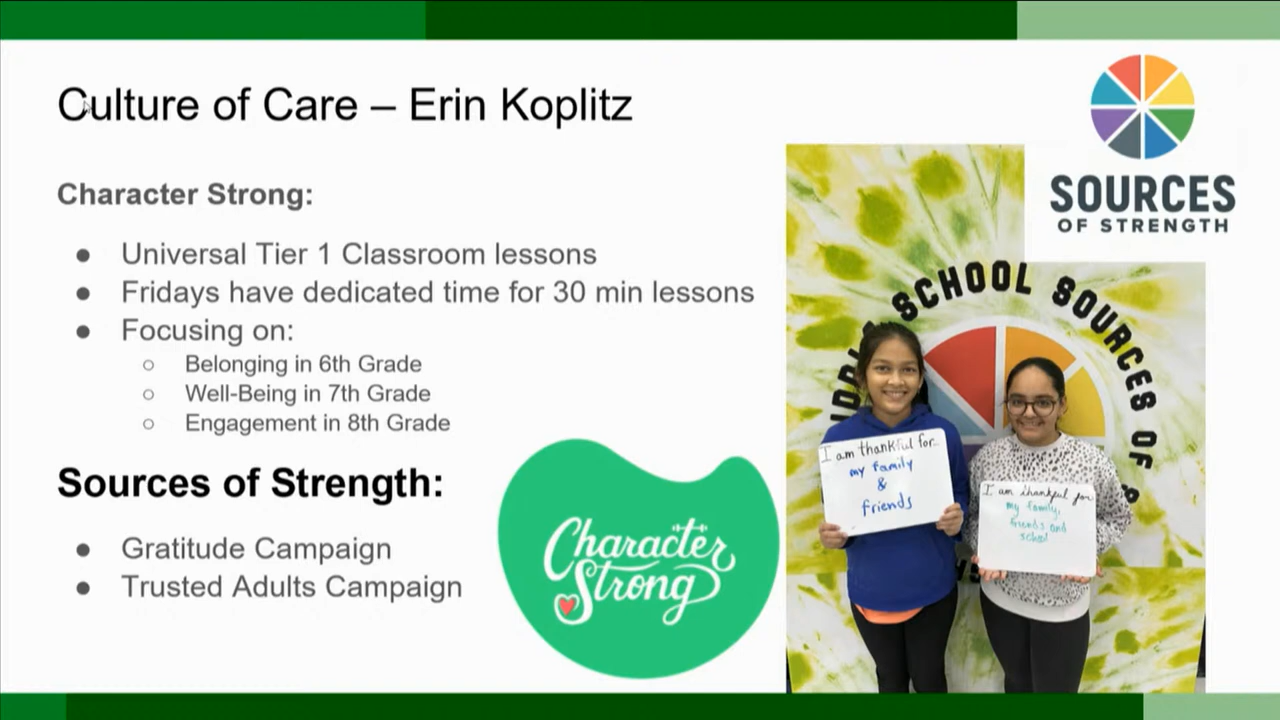 Culture of Care – Erin Koplitz
Character Strong:
● Universal Tier 1 Classroom lessons
● Fridays have dedicated time for 30 min lessons
● Focusing on:
○ Belonging in 6th Grade
○ Well-Being in 7th Grade
○ Engagement in 8th Grade
Sources of Strength:
● Gratitude Campaign
● Trusted Adults Campaign
Character
Strong
SOURCES
OF STRENGTH
SCHOOL SOURCES OF
I am thankful for...
my family
&
friends
I am thankful for
my family,
friends and
school